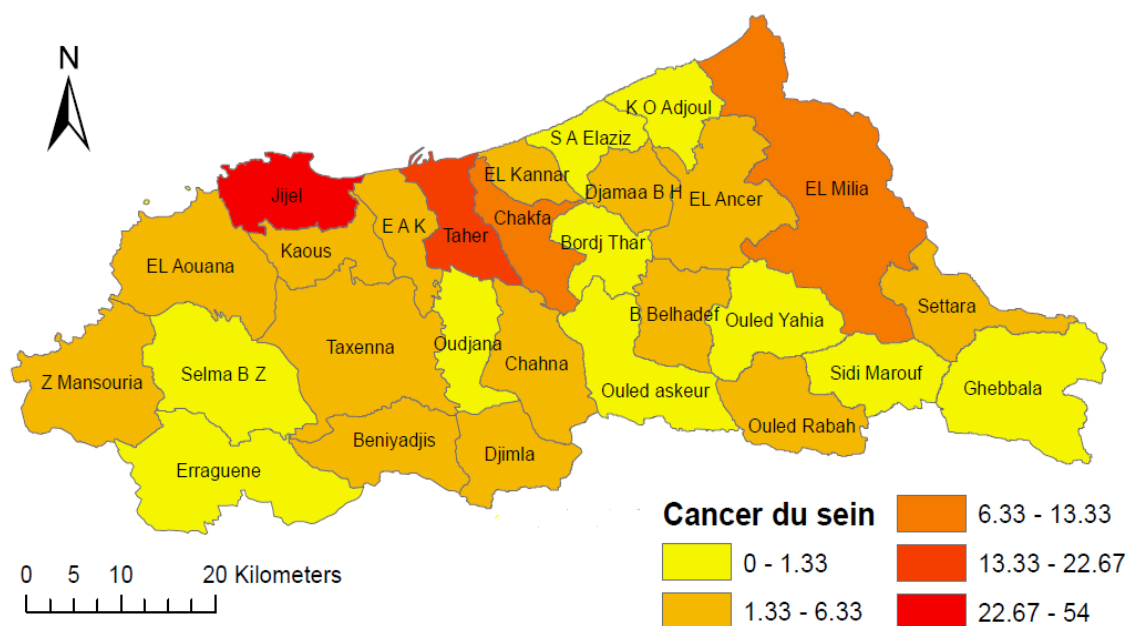 N
K O Adjoul
S A Elaziz
EL Kannar
Djamaa B H
EL Milia
Jijel
EL Ancer
Chakfa
E A K
Taher
Bordj Thar
Kaous
EL Aouana
Settara
B Belhadef
Ouled Yahia
Oudjana
Taxenna
Chahna
Selma B Z
Z Mansouria
Sidi Marouf
Ghebbala
Ouled askeur
Ouled Rabah
Beniyadjis
Djimla
Erraguene
Cancer du sein
0 - 1.33
1.33 - 6.33
6.33 - 13.33
13.33 - 22.67
22.67 - 54
0 5 10 20 Kilometers